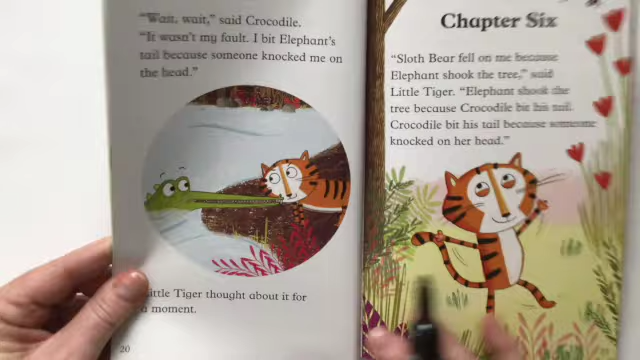 “Wait, wait,” said Crocodile.
“It wasn’t my fault. I bit Elephant’s
tail because someone knocked me on
the head.”
Little Tiger thought about it for
a moment.
20
Chapter Six
“Sloth Bear fell on me because
Elephant shook the tree,” said
Little Tiger. “Elephant shook the
tree because Crocodile bit his tail.
Crocodile bit his tail because someone
knocked on her head.”